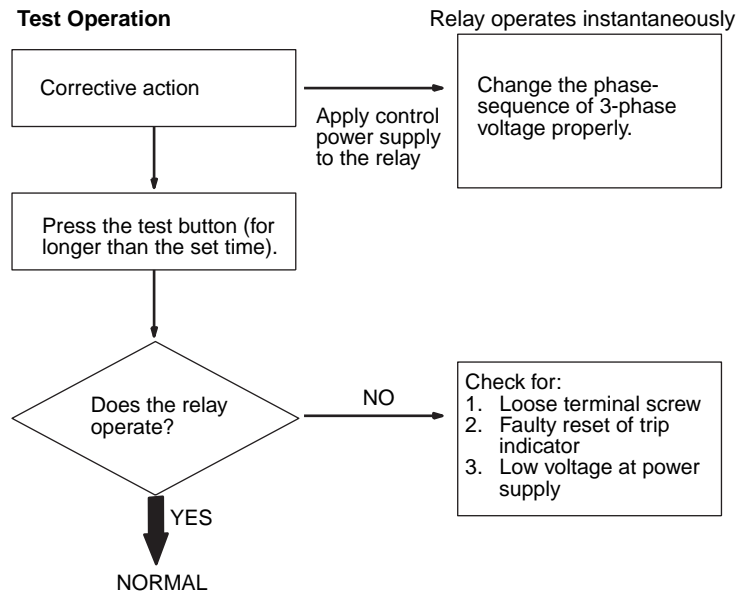 Test Operation
Relay operates instantaneously
Corrective action
Apply control
power supply
to the relay
Change the phase-
sequence of 3-phase
voltage properly.
Press the test button (for
longer than the set time).
Does the relay
operate?
NO
Check for:
1. Loose terminal screw
2. Faulty reset of trip
indicator
3. Low voltage at power
supply
YES
NORMAL